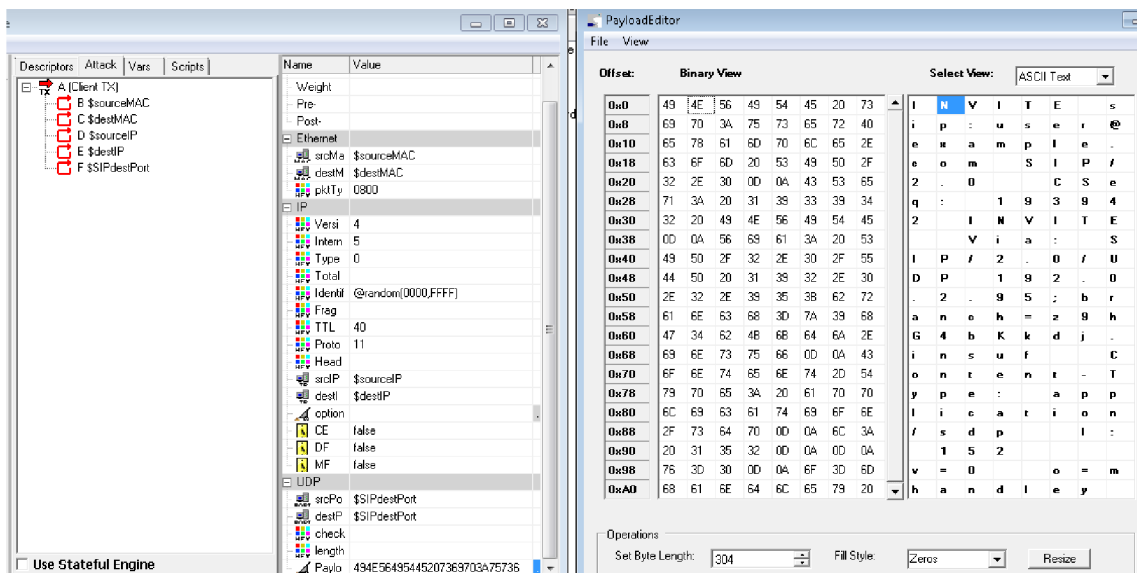 PayloadEditor
File View
Descriptors Attack Vars Scripts
A (Client TX)
B $sourceMAC
C $destMAC
D $sourceIP
E $destIP
F $SIPdestPort
Use Stateful Engine
Name Value
Weight
Pre-
Post-
Ethernet
srcMa $sourceMAC
destM $destMAC
pktTy 0800
IP
Versi 4
Intern 5
Type 0
Total
Identif @random(0000,FFFF)
Frag
TTL 40
Proto 11
Head
srcIP $sourceIP
destI $destIP
option
CE false
DF false
MF false
UDP
srcPo $SIPdestPort
destP $SIPdestPort
check
length
Paylo 494E56495445207369703A75736
Offset: Binary View Select View: ASCII Text
0x0 49 4E 56 49 54 45 20 73 I N V I T E s
0x8 69 70 3A 75 73 65 72 40 i p : u s e r @
0x10 65 78 61 6D 70 6C 65 2E e x a m p l e .
0x18 63 6F 6D 20 53 49 50 2F c o m S I P /
0x20 32 2E 30 0D 0A 43 53 65 2 . 0 C S e
0x28 71 3A 20 31 39 33 39 34 q : 1 9 3 9 4
0x30 32 20 49 4E 56 49 54 45 2 I N V I T E
0x38 0D 0A 56 69 61 3A 20 53 V i a : S
0x40 49 50 2F 32 2E 30 2F 55 I P / 2 . 0 / U
0x48 44 50 20 31 39 32 2E 30 D P 1 9 2 . 0
0x50 2E 32 2E 39 35 3B 62 72 . 2 . 9 5 ; b r
0x58 61 6E 63 68 3D 7A 39 68 a n c h = z 9 h
0x60 47 34 62 4B 6B 64 6A 2E G 4 b K k d j .
0x68 69 6E 73 75 66 0D 0A 43 i n s u f C
0x70 6F 6E 74 65 6E 74 2D 54 o n t e n t - T
0x78 79 70 65 3A 20 61 70 70 y p e : a p p
0x80 6C 69 63 61 74 69 6F 6E l i c a t i o n
0x88 2F 73 64 70 0D 0A 6C 3A / s d p l :
0x90 20 31 35 32 0D 0A 0D 0A 1 5 2
0x98 76 3D 30 0D 0A 6F 3D 6D v = 0 o = m
0xA0 68 61 6E 64 6C 65 79 20 h a n d l e y
Operations
Set Byte Length: 304 Fill Style: Zeros Resize